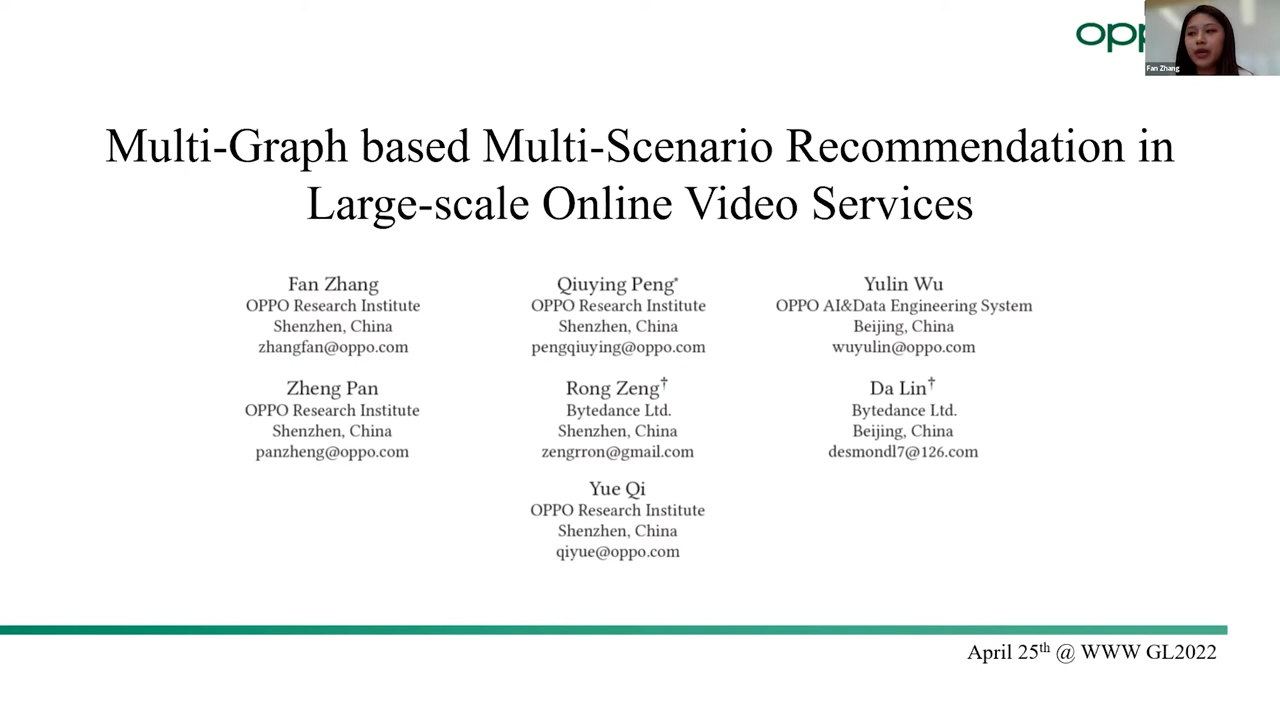 opp
Fan Zhang
Multi-Graph based Multi-Scenario Recommendation in
Large-scale Online Video Services
Fan Zhang
OPPO Research Institute
Shenzhen, China
zhangfan@oppo.com
Qiuying Peng*
OPPO Research Institute
Shenzhen, China
pengqiuying@oppo.com
Yulin Wu
OPPO AI&Data Engineering System
Beijing, China
wuyulin@oppo.com
Zheng Pan
OPPO Research Institute
Shenzhen, China
panzheng@oppo.com
Rong Zeng†
Bytedance Ltd.
Shenzhen, China
zengrron@gmail.com
Da Lin†
Bytedance Ltd.
Beijing, China
desmondl7@126.com
Yue Qi
OPPO Research Institute
Shenzhen, China
qiyue@oppo.com
April 25th @ WWW GL2022